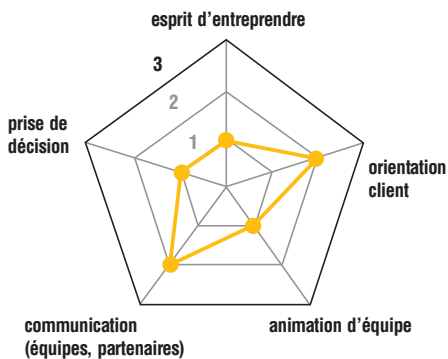 esprit d’entreprendre
3
2
1
prise de
décision
orientation
client
communication
(équipes, partenaires)
animation d’équipe